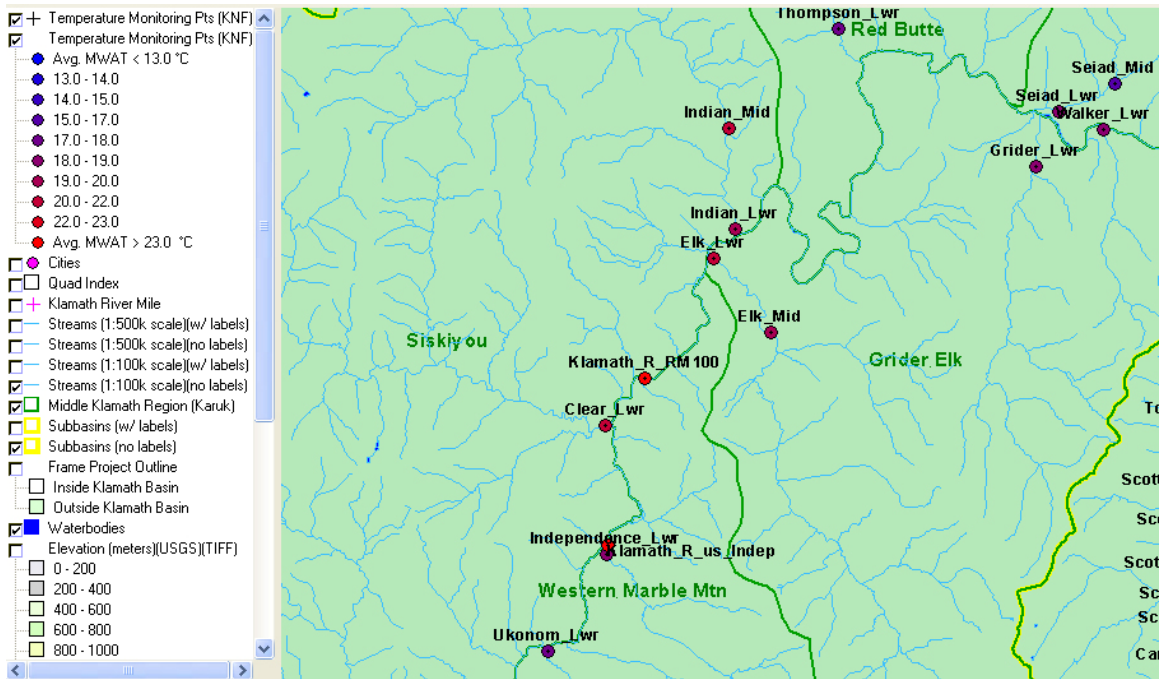 Temperature Monitoring Pts (KNF)
Temperature Monitoring Pts (KNF)
Avg. MWAT < 13.0 °C
13.0 - 14.0
14.0 - 15.0
15.0 - 17.0
17.0 - 18.0
18.0 - 19.0
19.0 - 20.0
20.0 - 22.0
22.0 - 23.0
Avg. MWAT > 23.0 °C
Cities
Quad Index
Klamath River Mile
Streams (1:500k scale)(w/ labels)
Streams (1:500k scale)(no labels)
Streams (1:100k scale)(w/ labels)
Streams (1:100k scale)(no labels)
Middle Klamath Region (Karuk)
Subbasins (w/ labels)
Subbasins (no labels)
Frame Project Outline
Inside Klamath Basin
Outside Klamath Basin
Waterbodies
Elevation (meters)(USGS)(TIFF)
0 - 200
200 - 400
400 - 600
600 - 800
800 - 1000
Thompson_Lwr
Red Butte
Seiad_Mid
Seiad_Lwr
Walker_Lwr
Indian_Mid
Grider_Lwr
Indian_Lwr
Elk_Lwr
Elk_Mid
Siskiyou
Klamath_R_RM100
Grider Elk
Clear_Lwr
To
Scott
Sco
Independence_Lwr
Klamath_R_us_Indep
Scot
Western Marble Mtn
Sc
Sc
Ukonom_Lwr
Car